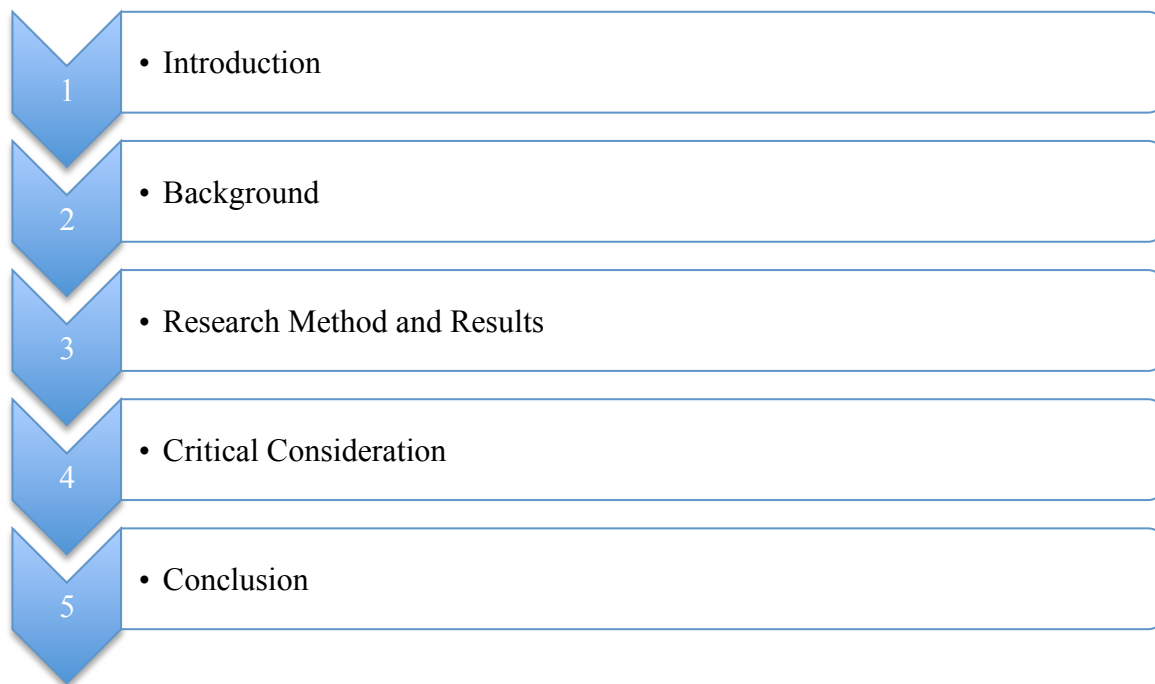 1
• Introduction
2
• Background
3
• Research Method and Results
4
• Critical Consideration
5
• Conclusion